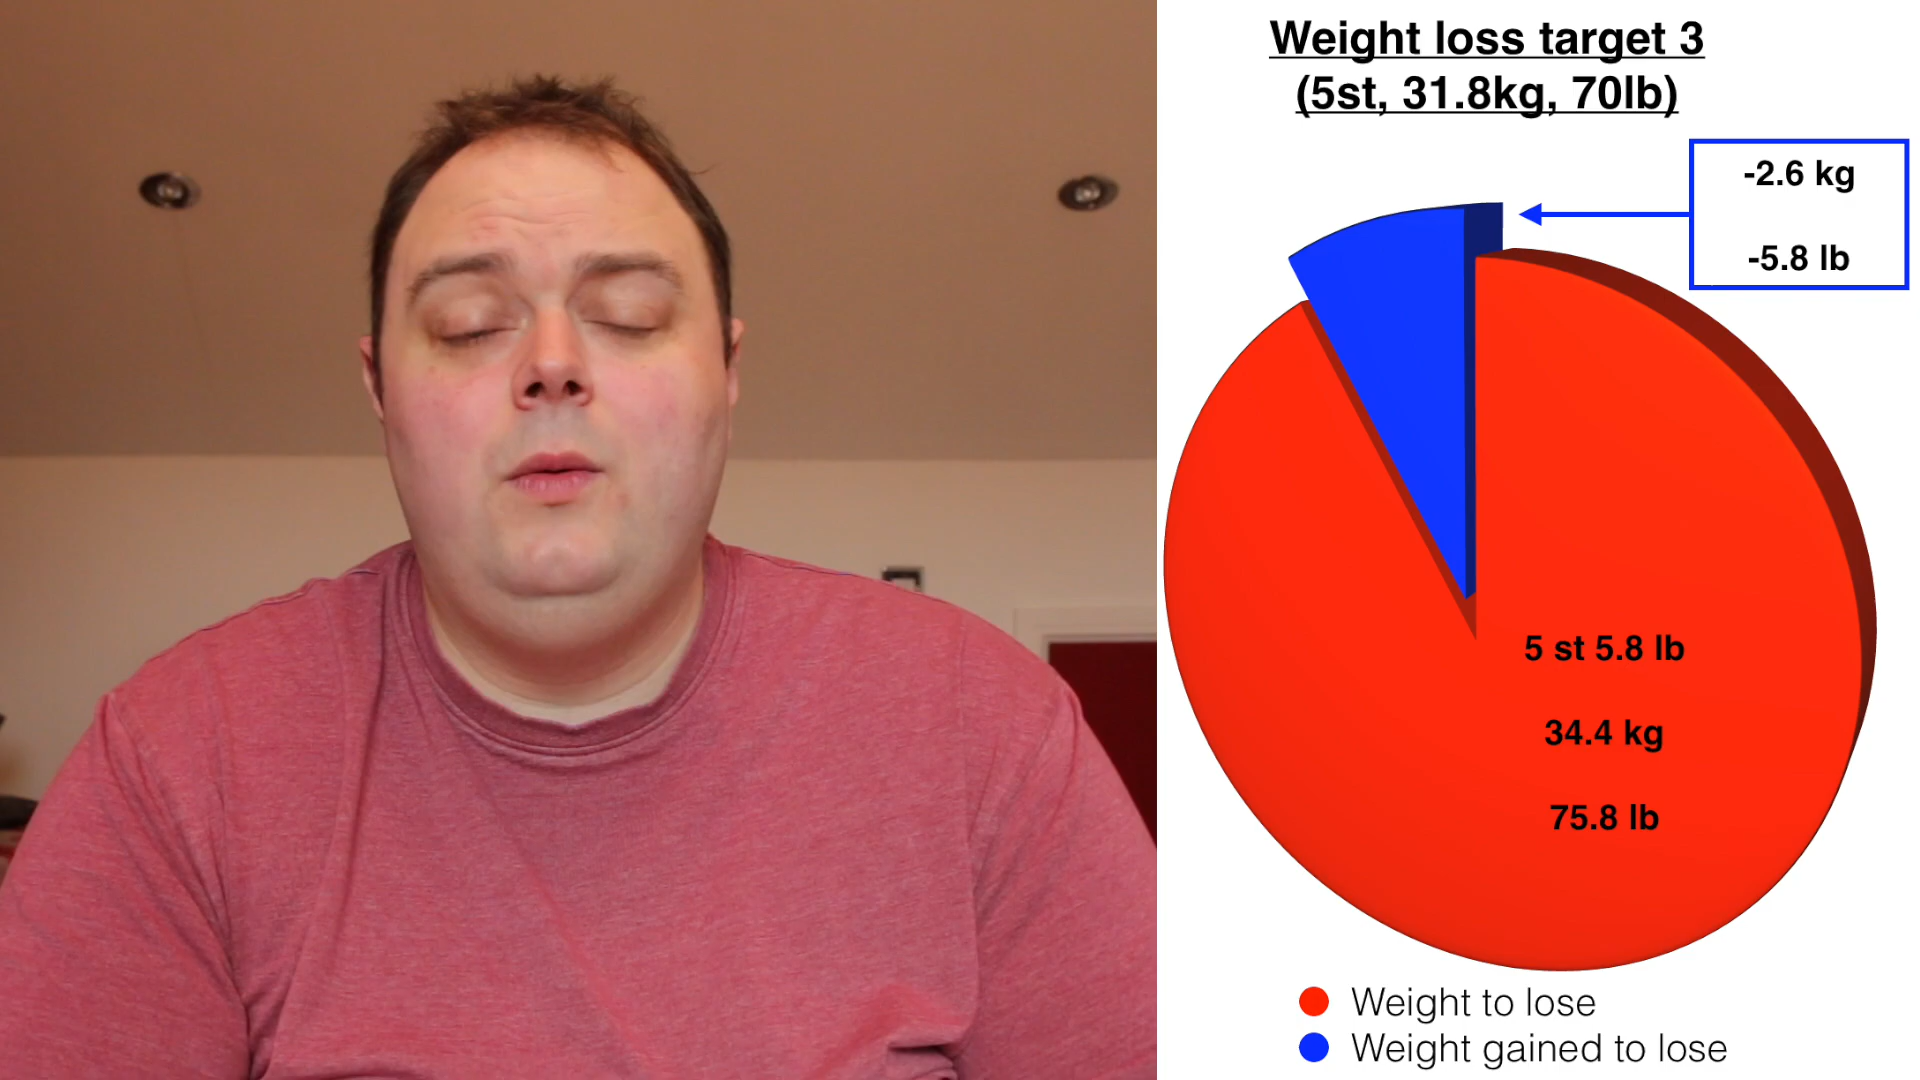 Weight loss target 3
(5st, 31.8kg, 70lb)
-2.6 kg
-5.8 lb
5 st 5.8 lb
34.4 kg
75.8 lb
Weight to lose
Weight gained to lose